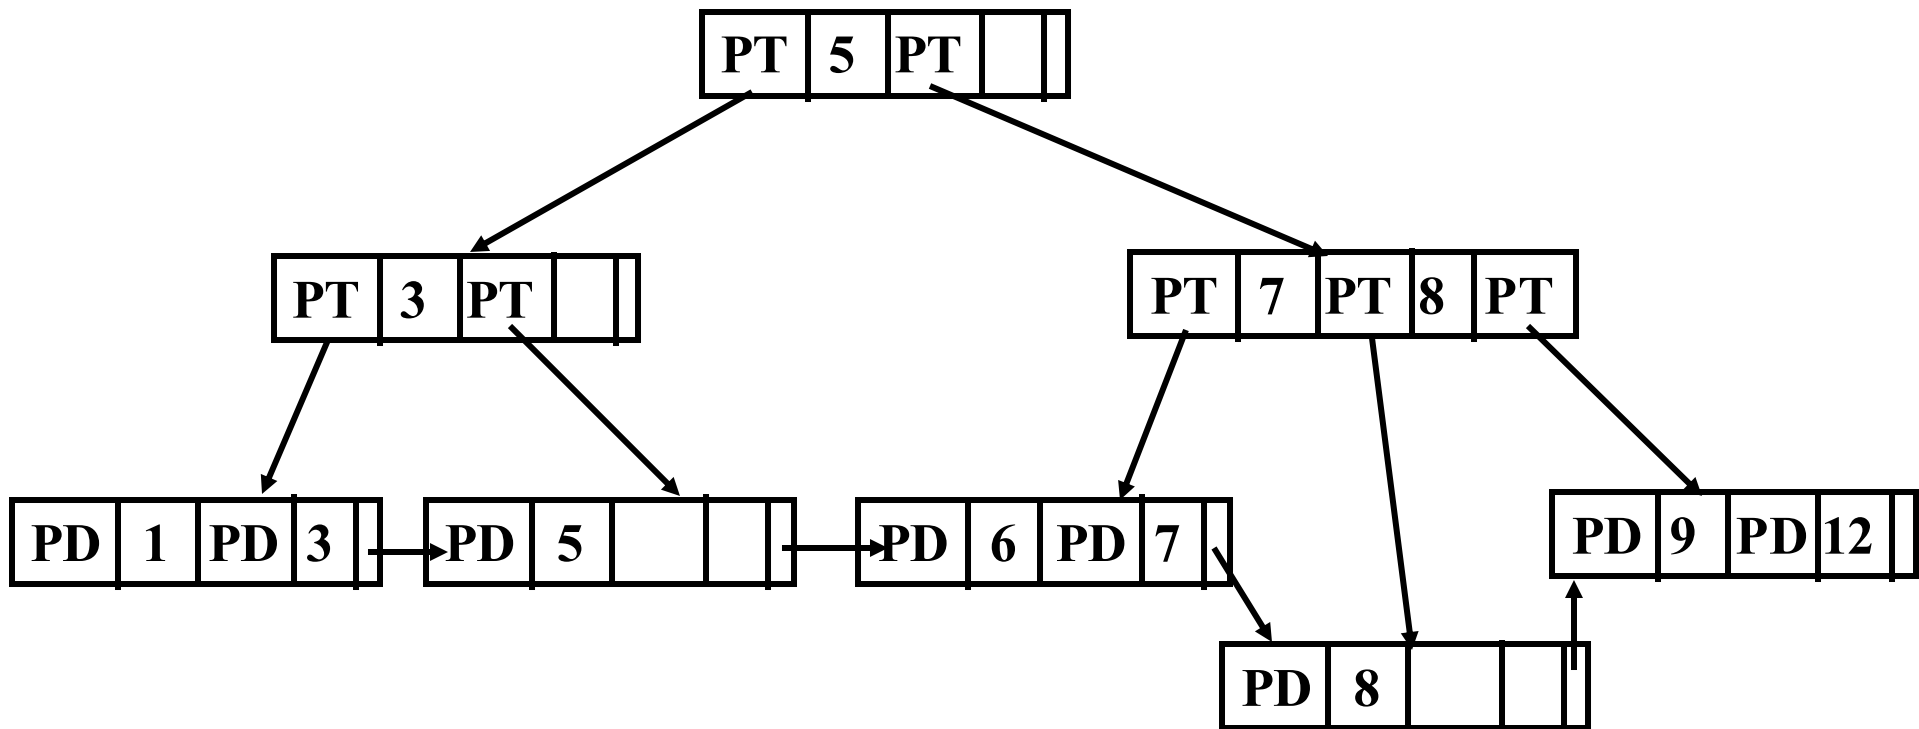 PT 5 PT
PT 3 PT
PT 7 PT 8 PT
PD 1 PD 3
PD 5
PD 6 PD 7
PD 9 PD 12
PD 8